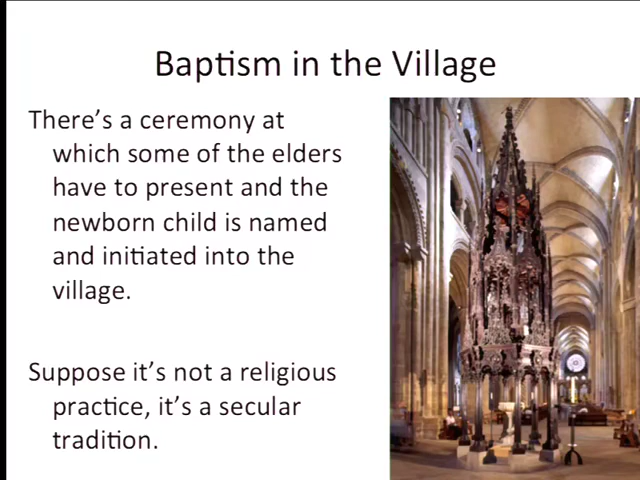 Baptism in the Village
There's a ceremony at
which some of the elders
have to present and the
newborn child is named
and initiated into the
village.
Suppose it's not a religious
practice, it's a secular
tradition.